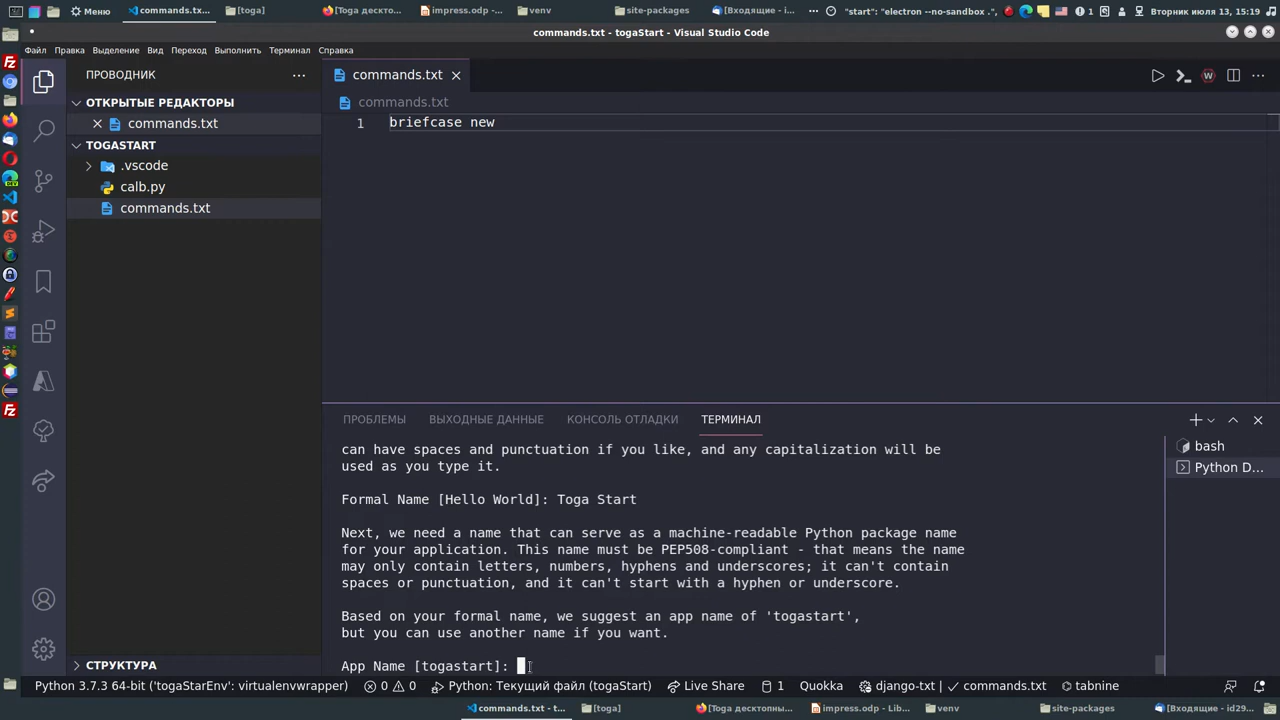 Меню
commands.tx...
[toga]
[Toga дескто...
impress.odp -...
venv
site-packages
[Входящие - i...
"start": "electron --no-sandbox .",
1
Вторник июля 13, 15:19
commands.txt - togaStart - Visual Studio Code
Файл Правка Выделение Вид Переход Выполнить Терминал Справка
ПРОВОДНИК
commands.txt
ОТКРЫТЫЕ РЕДАКТОРЫ
commands.txt
commands.txt
1 briefcase new
TOGASTART
.vscode
calb.py
commands.txt
ПРОБЛЕМЫ ВЫХОДНЫЕ ДАННЫЕ КОНСОЛЬ ОТЛАДКИ ТЕРМИНАЛ
can have spaces and punctuation if you like, and any capitalization will be
used as you type it.
Formal Name [Hello World]: Toga Start
Next, we need a name that can serve as a machine-readable Python package name
for your application. This name must be PEP508-compliant - that means the name
may only contain letters, numbers, hyphens and underscores; it can't contain
spaces or punctuation, and it can't start with a hyphen or underscore.
Based on your formal name, we suggest an app name of 'togastart',
but you can use another name if you want.
App Name [togastart]:
bash
Python D...
СТРУКТУРА
Python 3.7.3 64-bit ('togaStarEnv': virtualenvwrapper)
0 0
Python: Текущий файл (togaStart)
Live Share
1
Quokka
django-txt
commands.txt
tabnine
commands.txt - t...
[toga]
[Toga десктопны...
impress.odp - Lib...
venv
site-packages
[Входящие - id29...